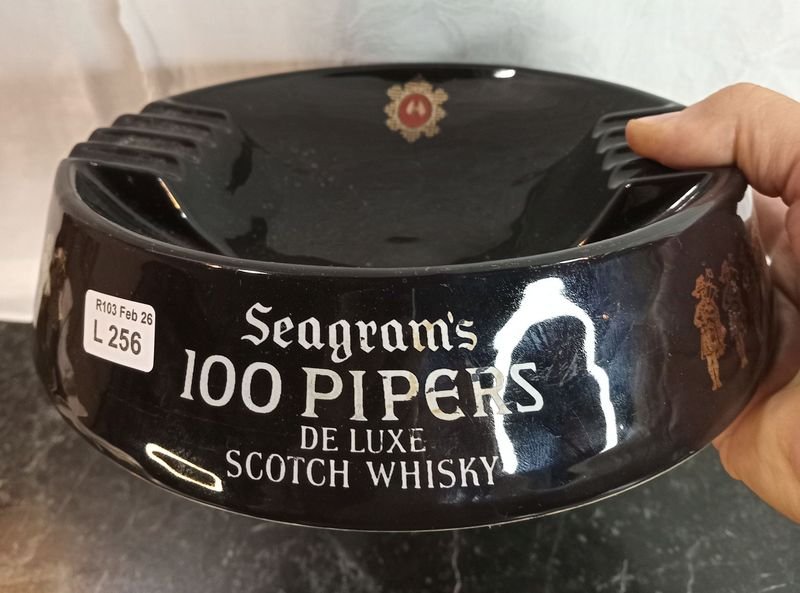 R103 Feb 26
L 256
Seagram's
100 PIPERS
DE LUXE
SCOTCH WHISKY